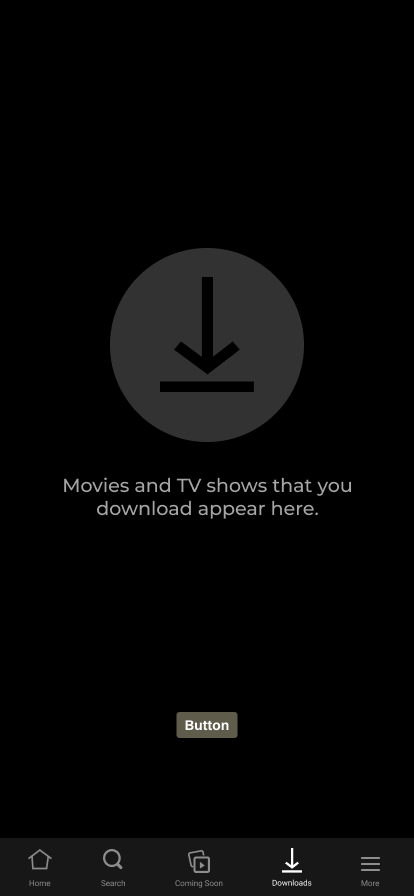 Movies and TV shows that you
download appear here.
Button
Home
Search
Coming Soon
Downloads
More